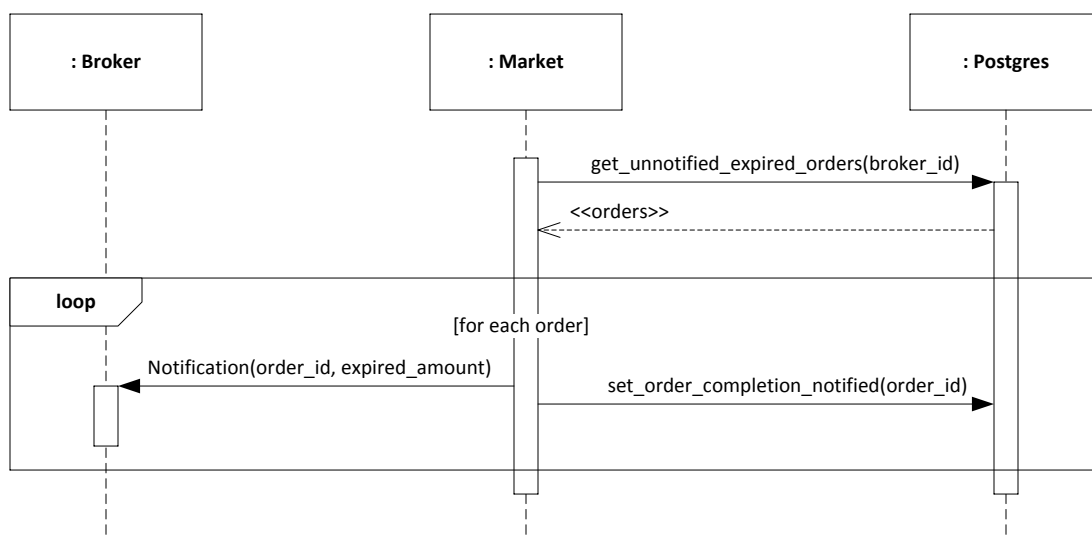 : Broker
: Market
: Postgres
get_unnotified_expired_orders(broker_id)
<<orders>>
loop
[for each order]
Notification(order_id, expired_amount)
set_order_completion_notified(order_id)